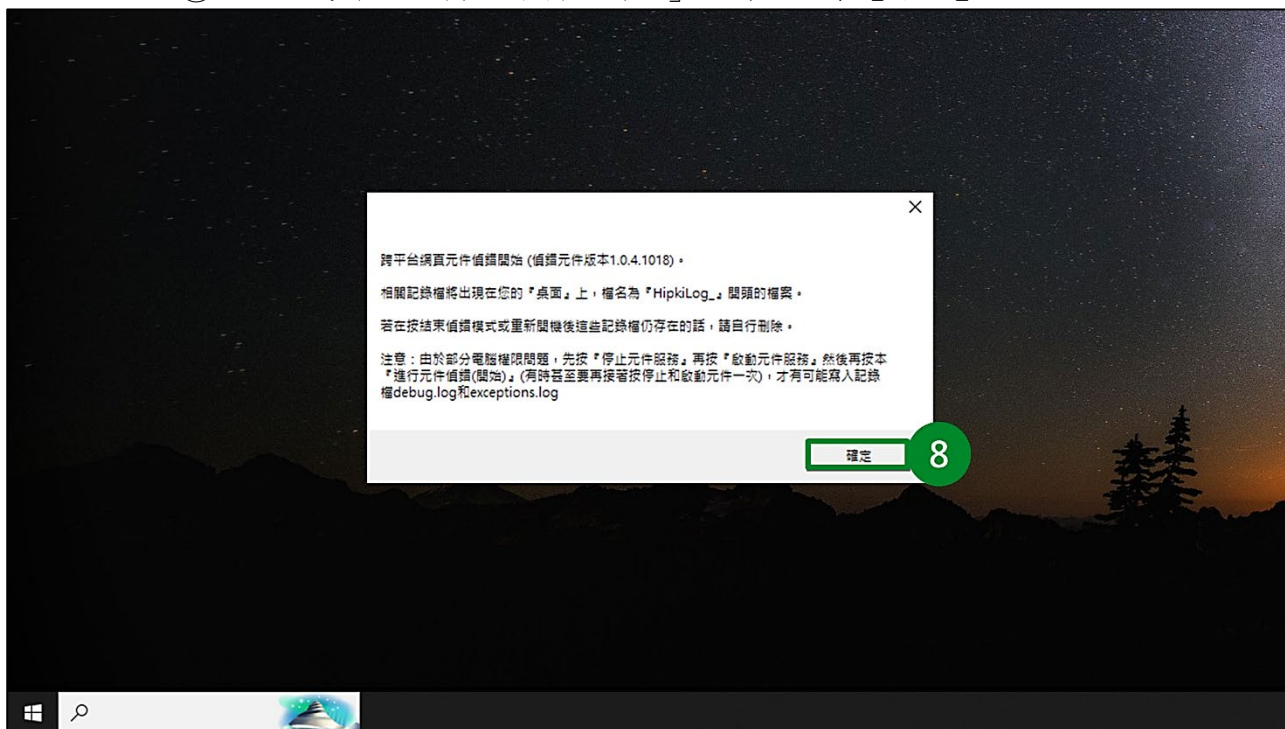 跨平台網頁元件偵錯開始 (偵錯元件版本1.0.4.1018)。
相關記錄檔將出現在您的『桌面』上，檔名為『HipkiLog_』開頭的檔案。
若在按結束偵錯模式或重新開機後這些記錄檔仍存在的話，請自行刪除。
注意：由於部分電腦權限問題，先按『停止元件服務』再按『啟動元件服務』然後再按本
『進行元件偵錯(開始)』(有時甚至要再接著按停止和啟動元件一次)，才有可能寫入記錄
檔debug.log和exceptions.log
確定
8